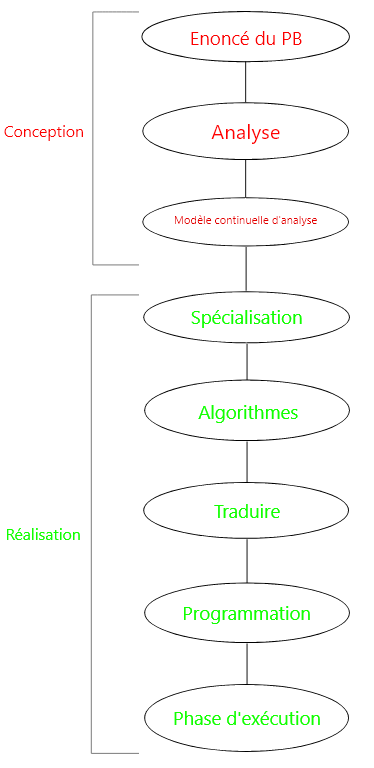 Enoncé du PB
Conception
Analyse
Modèle continuelle d'analyse
Spécialisation
Algorithmes
Traduire
Réalisation
Programmation
Phase d'exécution